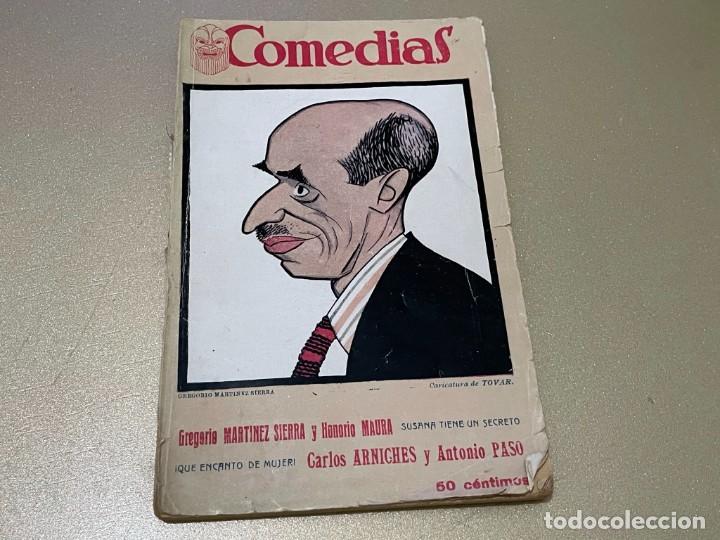 Comedias
GREGORIO MARTINEZ SIERRA
Caricatura de TOVAR.
Gregorio MARTINEZ SIERRA y Honorio MAURA SUSANA TIENE UN SECRETO
¡QUE ENCANTO DE MUJER! Carlos ARNICHES y Antonio PASO
50 céntimos
todocoleccion.net